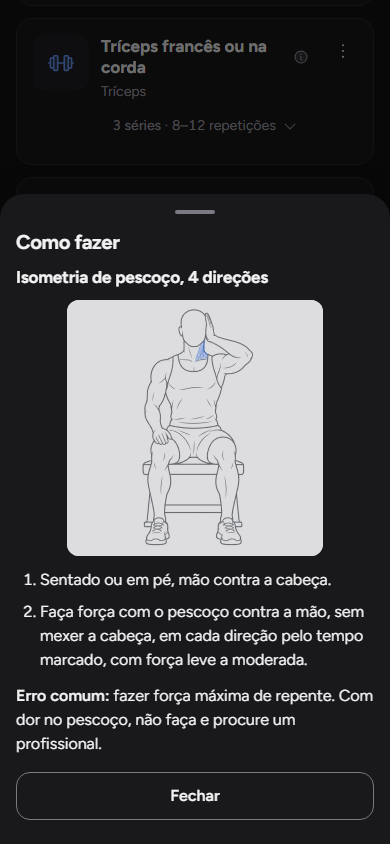 Tríceps francês ou na
corda
Tríceps
3 séries · 8–12 repetições
Como fazer
Isometria de pescoço, 4 direções
1. Sentado ou em pé, mão contra a cabeça.
2. Faça força com o pescoço contra a mão, sem
mexer a cabeça, em cada direção pelo tempo
marcado, com força leve a moderada.
Erro comum: fazer força máxima de repente. Com
dor no pescoço, não faça e procure um
profissional.
Fechar